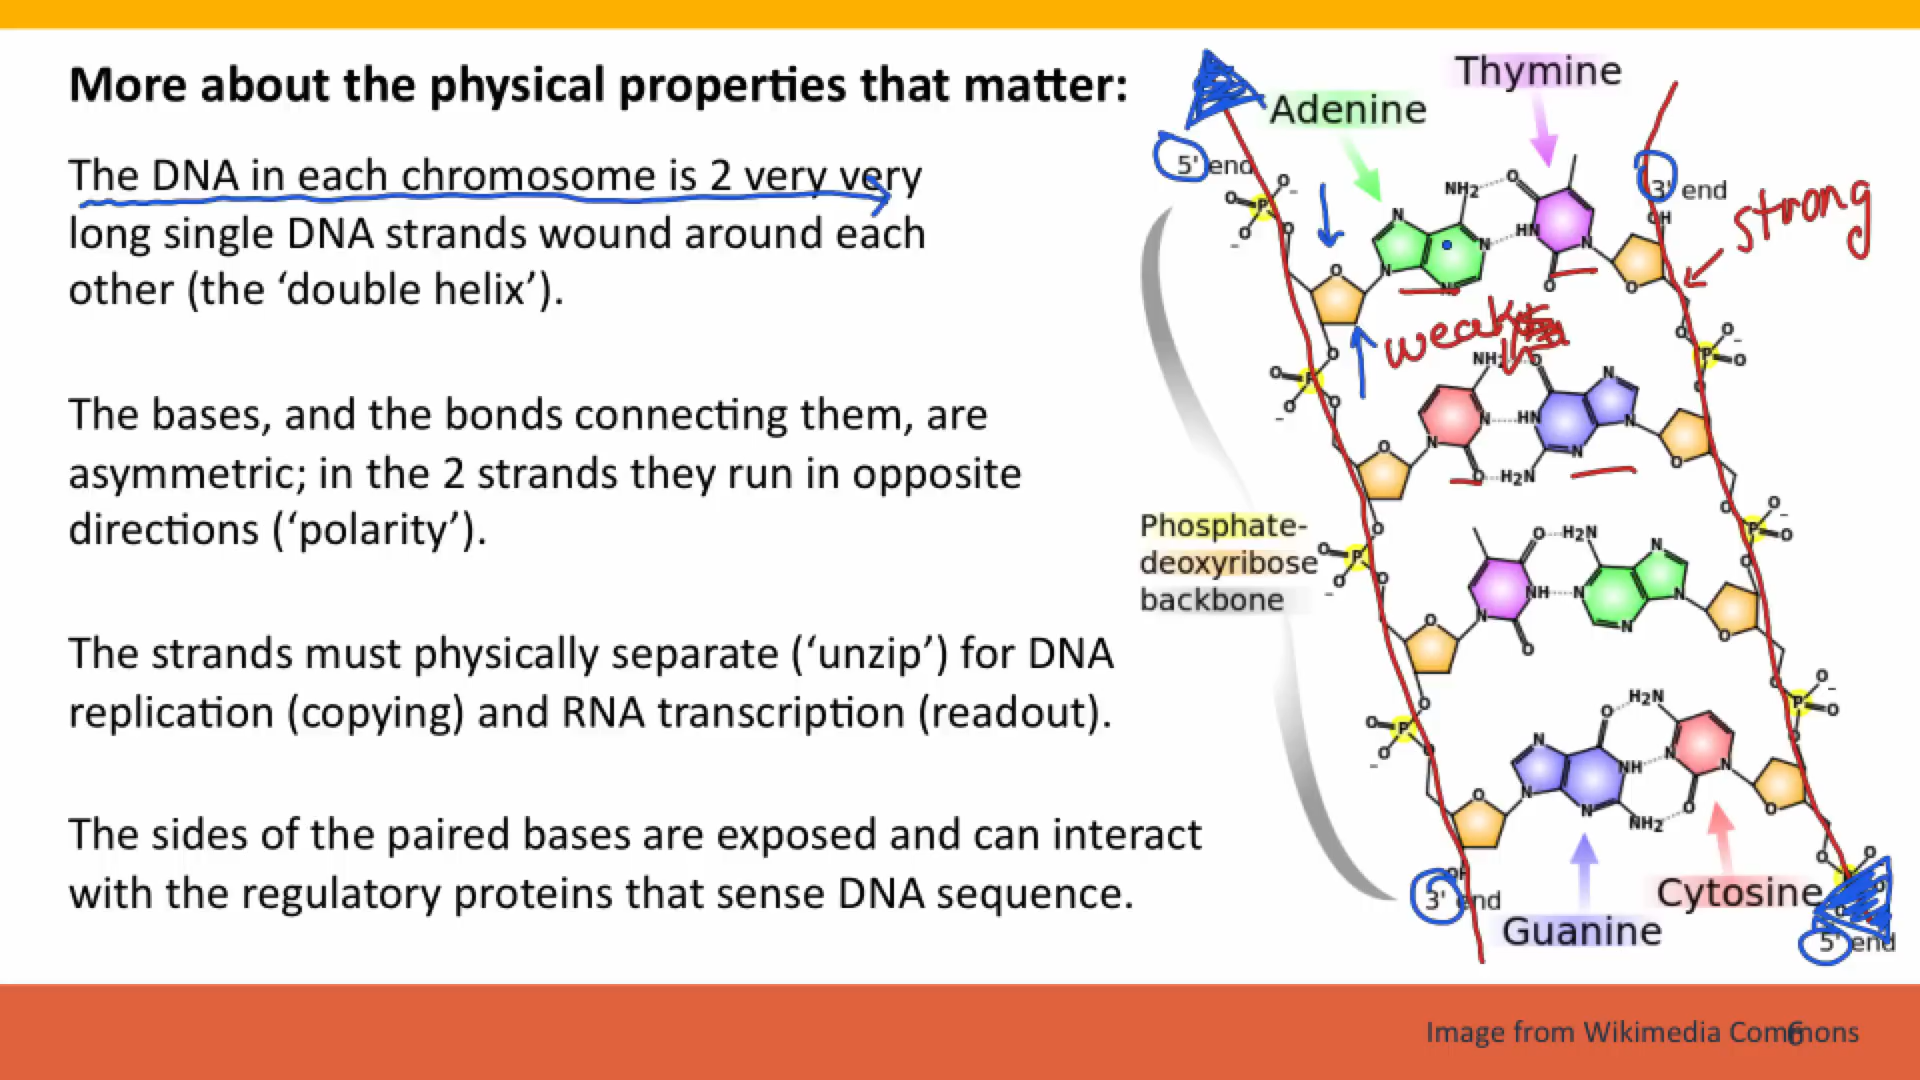 More about the physical properties that matter:
The DNA in each chromosome is 2 very very
long single DNA strands wound around each
other (the ‘double helix’).
The bases, and the bonds connecting them, are
asymmetric; in the 2 strands they run in opposite
directions (‘polarity’).
The strands must physically separate (‘unzip’) for DNA
replication (copying) and RNA transcription (readout).
The sides of the paired bases are exposed and can interact
with the regulatory proteins that sense DNA sequence.
Thymine
Adenine
5' end
3' end
strong
weak
Phosphate-
deoxyribose
backbone
3' end
Guanine
Cytosine
5' end
Image from Wikimedia Commons
6